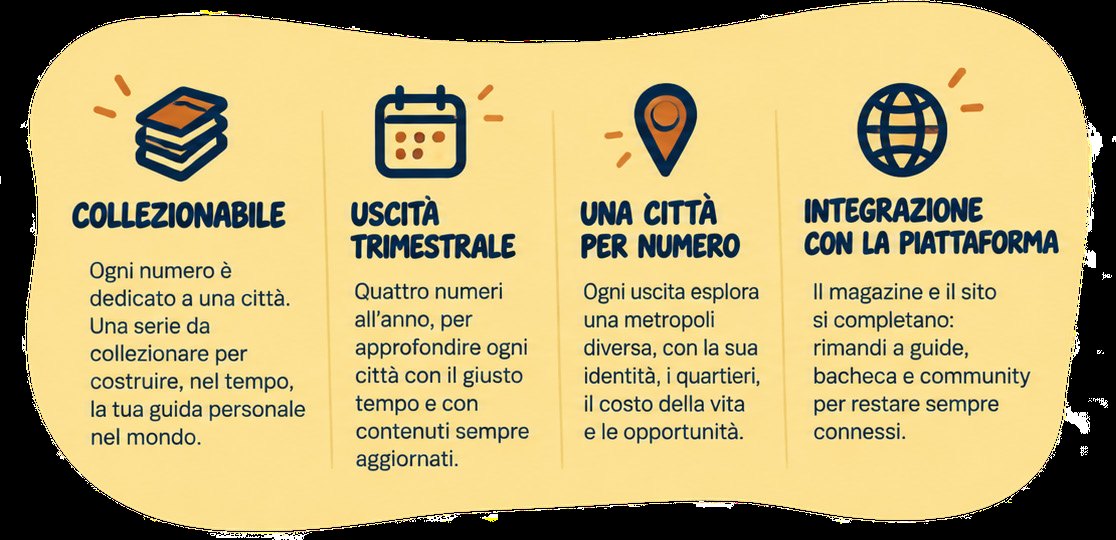 COLLEZIONABILE
Ogni numero è
dedicato a una città.
Una serie da
collezionare per
costruire, nel tempo,
la tua guida personale
nel mondo.
USCITÀ
TRIMESTRALE
Quattro numeri
all'anno, per
approfondire ogni
città con il giusto
tempo e con
contenuti sempre
aggiornati.
UNA CITTÀ
PER NUMERO
Ogni uscita esplora
una metropoli
diversa, con la sua
identità, i quartieri,
il costo della vita
e le opportunità.
INTEGRAZIONE
CON LA PIATTAFORMA
Il magazine e il sito
si completano:
rimandi a guide,
bacheca e community
per restare sempre
connessi.